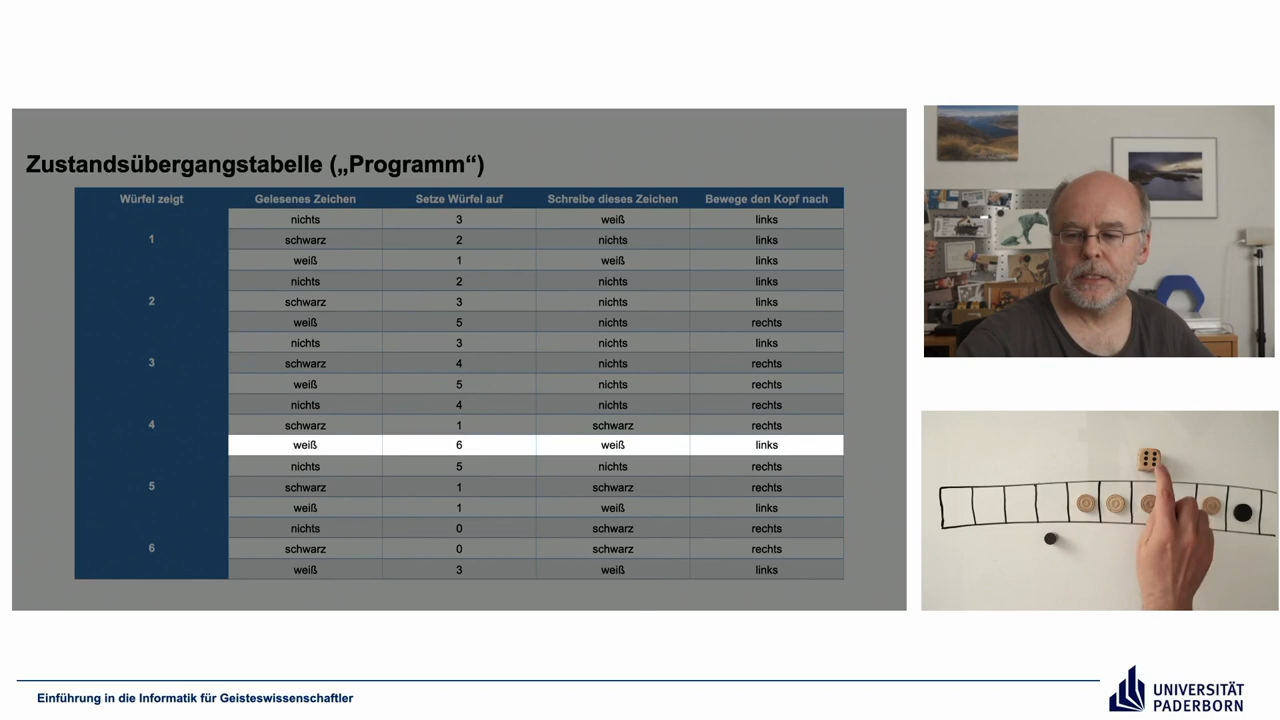 Zustandsübergangstabelle („Programm“)
Würfel zeigt Gelesenes Zeichen Setze Würfel auf Schreibe dieses Zeichen Bewege den Kopf nach
nichts 3 weiß links
1 schwarz 2 nichts links
weiß 1 weiß links
nichts 2 nichts links
2 schwarz 3 nichts links
weiß 5 nichts rechts
nichts 3 nichts links
3 schwarz 4 nichts rechts
weiß 5 nichts rechts
nichts 4 nichts rechts
4 schwarz 1 schwarz rechts
weiß 6 weiß links
nichts 5 nichts rechts
5 schwarz 1 schwarz rechts
weiß 1 weiß links
nichts 0 schwarz rechts
6 schwarz 0 schwarz rechts
weiß 3 weiß links
Einführung in die Informatik für Geisteswissenschaftler
UNIVERSITÄT
PADERBORN